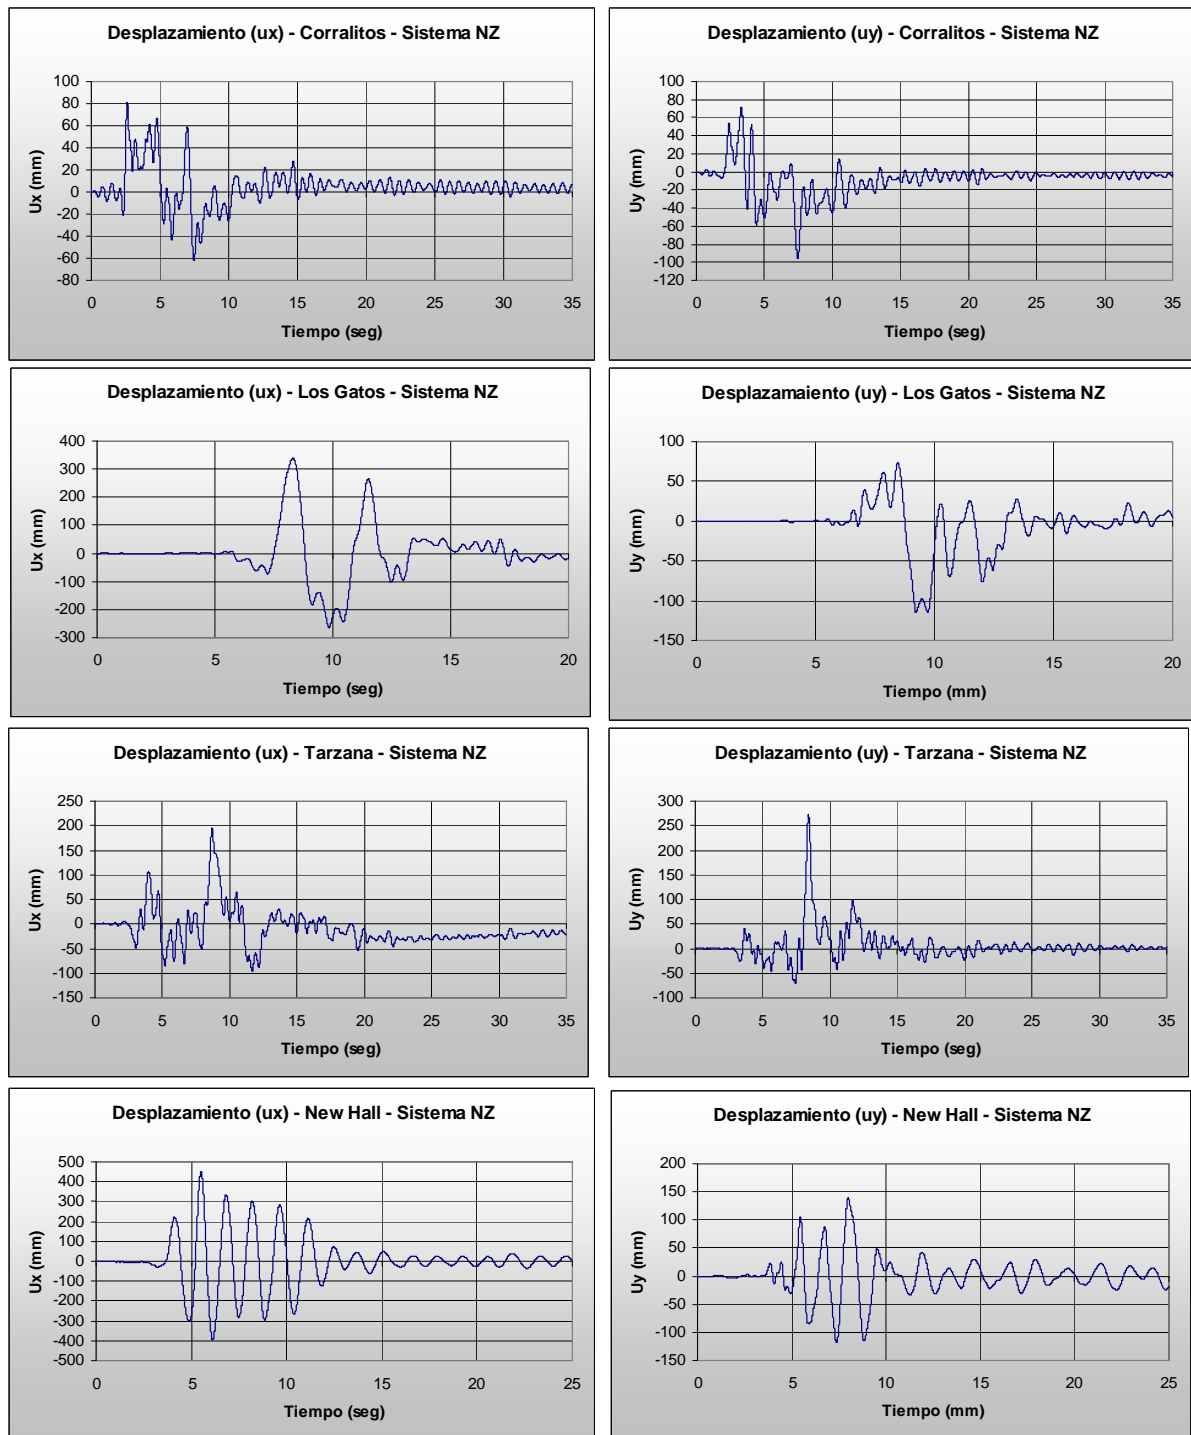 Desplazamiento (ux) - Corralitos - Sistema NZ
Ux (mm)
100
80
60
40
20
0
-20
-40
-60
-80
0 5 10 15 20 25 30 35
Tiempo (seg)
Desplazamiento (uy) - Corralitos - Sistema NZ
Uy (mm)
100
80
60
40
20
0
-20
-40
-60
-80
-100
-120
0 5 10 15 20 25 30 35
Tiempo (seg)
Desplazamiento (ux) - Los Gatos - Sistema NZ
Ux (mm)
400
300
200
100
0
-100
-200
-300
0 5 10 15 20
Tiempo (seg)
Desplazamaiento (uy) - Los Gatos - Sistema NZ
Uy (mm)
100
50
0
-50
-100
-150
0 5 10 15 20
Tiempo (mm)
Desplazamiento (ux) - Tarzana - Sistema NZ
Ux (mm)
250
200
150
100
50
0
-50
-100
-150
0 5 10 15 20 25 30 35
Tiempo (seg)
Desplazamiento (uy) - Tarzana - Sistema NZ
Uy (mm)
300
250
200
150
100
50
0
-50
-100
0 5 10 15 20 25 30 35
Tiempo (seg)
Desplazamiento (ux) - New Hall - Sistema NZ
Ux (mm)
500
400
300
200
100
0
-100
-200
-300
-400
-500
0 5 10 15 20 25
Tiempo (seg)
Desplazamiento (uy) - New Hall - Sistema NZ
Uy (mm)
200
150
100
50
0
-50
-100
-150
0 5 10 15 20 25
Tiempo (mm)